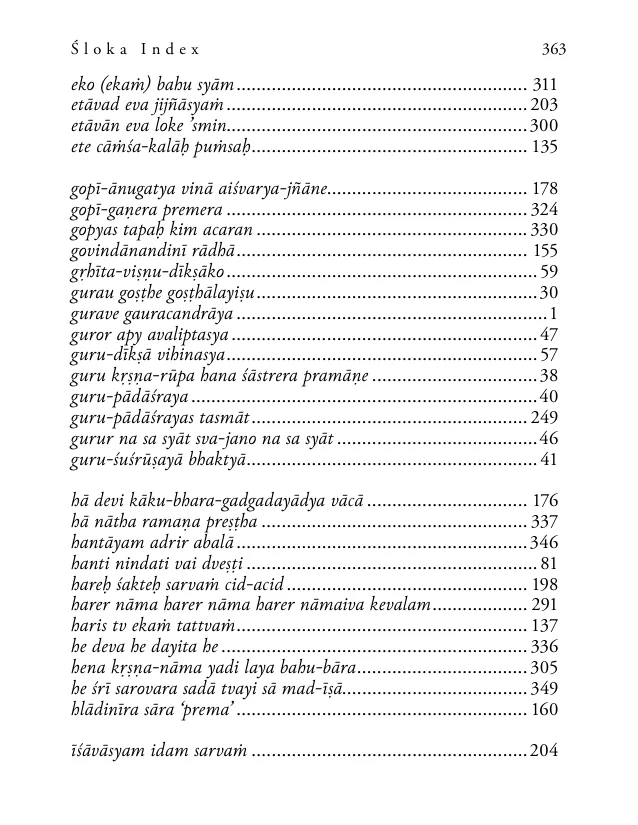 Śloka Index 363
eko (ekaṁ) bahu syām........................................................ 311
etāvad eva jijñāsyaṁ.......................................................... 203
etāvān eva loke ’smin......................................................... 300
ete cāṁśa-kalāḥ puṁsaḥ..................................................... 135
gopī-ānugatya vinā aiśvarya-jñāne...................................... 178
gopī-gaṇera premera .......................................................... 324
gopyas tapaḥ kim acaran .................................................... 330
govindānandinī rādhā........................................................ 155
gṛhīta-viṣṇu-dīkṣāko............................................................ 59
gurau goṣṭhe goṣṭhālayiṣu...................................................... 30
gurave gauracandrāya ............................................................ 1
guror apy avaliptasya ........................................................... 47
guru-dīkṣā vihinasya............................................................ 57
guru kṛṣṇa-rūpa hana śāstrera pramāṇe ................................ 38
guru-pādāśraya ................................................................... 40
guru-pādāśrayas tasmāt..................................................... 249
gurur na sa syāt sva-jano na sa syāt ....................................... 46
guru-śuśrūṣayā bhaktyā........................................................ 41
hā devi kāku-bhara-gadgadayādya vācā ............................... 176
hā nātha ramaṇa preṣṭha ................................................... 337
hantāyam adrir abalā........................................................ 346
hanti nindati vai dveṣṭi ........................................................ 81
hareḥ śakteḥ sarvaṁ cid-acid .............................................. 198
harer nāma harer nāma harer nāmaiva kevalam.................. 291
haris tv ekaṁ tattvaṁ........................................................ 137
he deva he dayita he ........................................................... 336
hena kṛṣṇa-nāma yadi laya bahu-bāra................................. 305
he śrī sarovara sadā tvayi sā mad-īṣā.................................... 349
hlādinīra sāra ‘prema’ ........................................................ 160
īśāvāsyam idam sarvaṁ ..................................................... 204